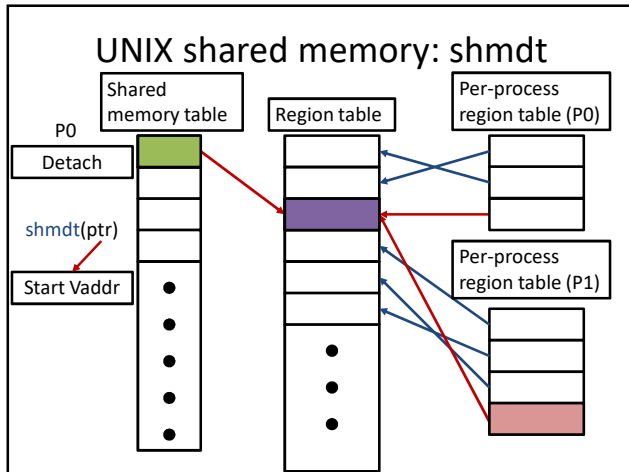 UNIX shared memory: shmdt
Shared
memory table
Region table
Per-process
region table (P0)
P0
Detach
shmdt(ptr)
Start Vaddr
Per-process
region table (P1)